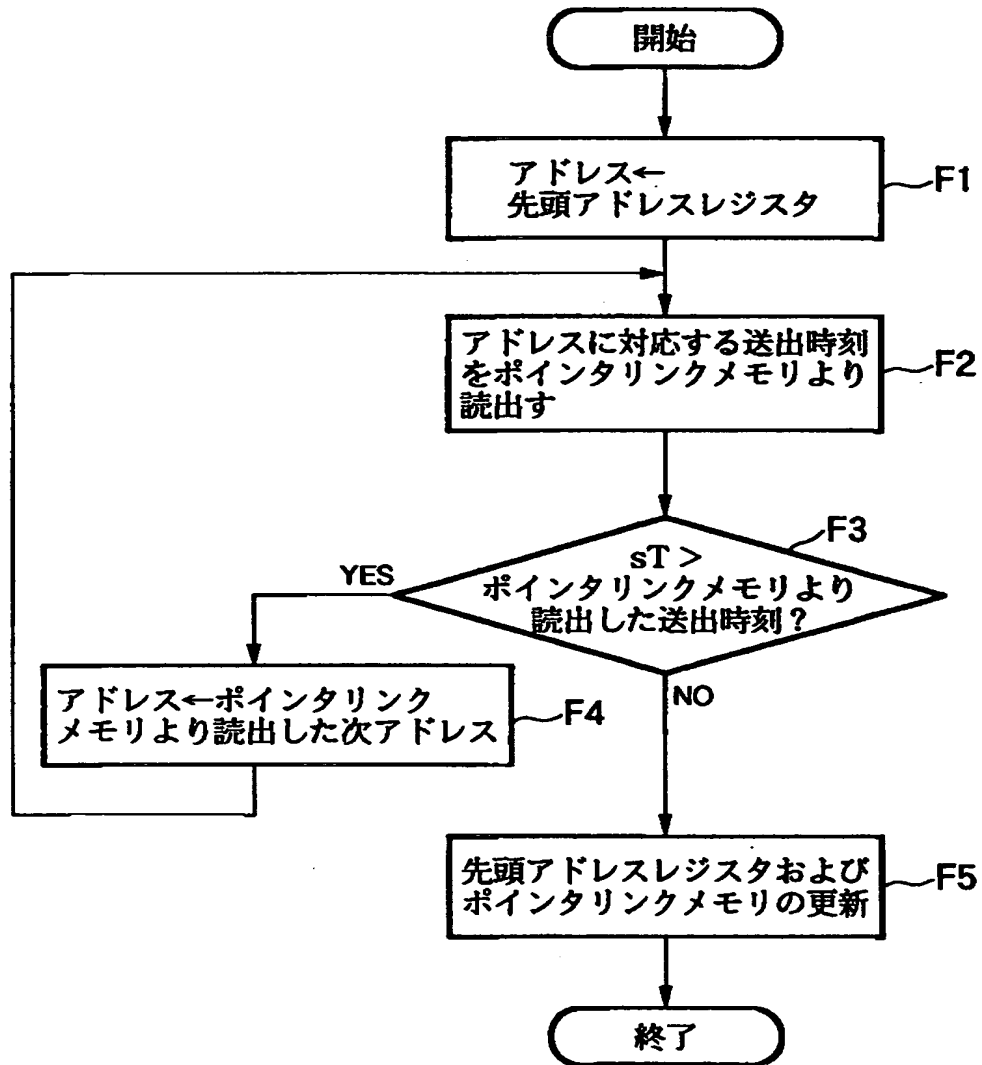 開始
アドレス←
先頭アドレスレジスタ
F1
アドレスに対応する送出時刻
をポインタリンクメモリより
読出す
F2
F3
sT >
ポインタリンクメモリより
読出した送出時刻？
YES
NO
アドレス←ポインタリンク
メモリより読出した次アドレス
F4
先頭アドレスレジスタおよび
ポインタリンクメモリの更新
F5
終了